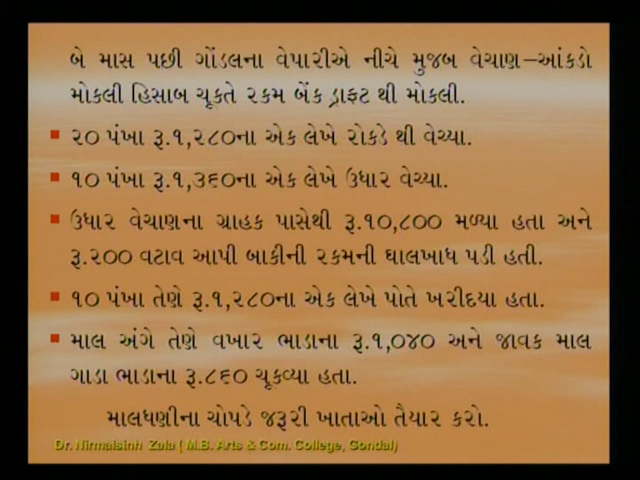 બે માસ પછી ગોંડલના વેપારીએ નીચે મુજબ વેચાણ–આંકડો
મોકલી હિસાબ ચૂકતે રકમ બેંક ડ્રાફટ થી મોકલી.
૨૦ પંખા રૂ.૧,૨૮૦ના એક લેખે રોકડે થી વેચ્યા.
૧૦ પંખા રૂ.૧,૩૬૦ના એક લેખે ઉધાર વેચ્યા.
ઉધાર વેચાણના ગ્રાહક પાસેથી રૂ.૧૦,૮૦૦ મળ્યા હતા અને
રૂ.૨૦૦ વટાવ આપી બાકીની રકમની ઘાલખાધ પડી હતી.
૧૦ પંખા તેણે રૂ.૧,૨૮૦ના એક લેખે પોતે ખરીદયા હતા.
માલ અંગે તેણે વખાર ભાડાના રૂ.૧,૦૪૦ અને જાવક માલ
ગાડા ભાડાના રૂ.૮૬૦ ચૂકવ્યા હતા.
માલધણીના ચોપડે જરૂરી ખાતાઓ તૈયાર કરો.
Dr. Nirmalsinh Zala ( M.B. Arts & Com. College, Gondal)